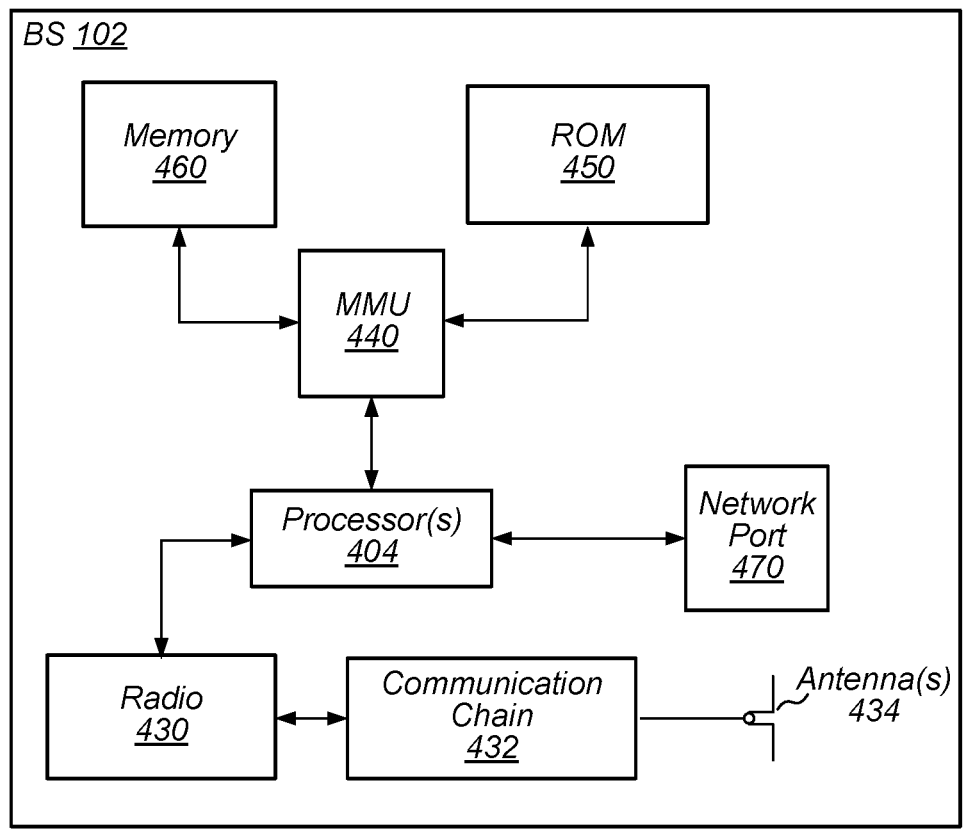 BS 102
Memory
460
ROM
450
MMU
440
Processor(s)
404
Network
Port
470
Radio
430
Communication
Chain
432
Antenna(s)
434